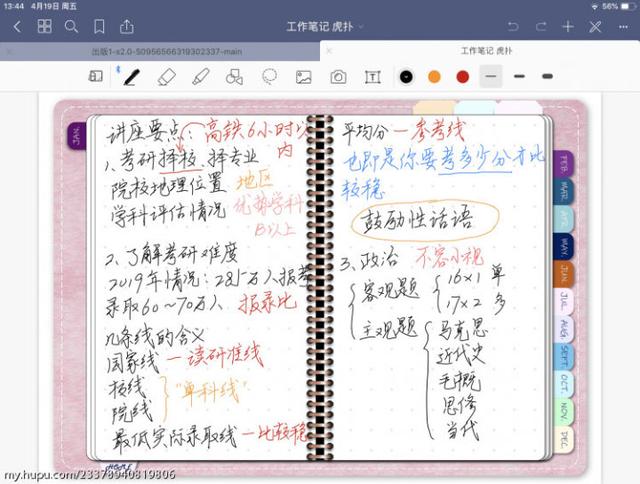 13:44 4月19日 周五
56%
工作笔记 虎扑
出版1-s2.0-S0956566319302337-main
工作笔记 虎扑
JAN.
讲座要点: 高铁6小时以内
1、考研择校、择专业
院校地理位置 地区
学科评估情况 优势学科
B以上
2、了解考研难度
2019年情况:285万人报考
录取60~70万人 报录比
几条线的含义
国家线—读研准线
校线
院线 "单科线"
最低实际录取线—比较稳
平均分—参考线
也即是你要考多少分才比
较稳
鼓励性话语
3、政治 不容小视
客观题 16×1 单
17×2 多
主观题 马克思
近代史
毛概
思修
当代
FEB.
MAR.
APR.
MAY.
JUN.
JUL.
AUG.
SEPT.
OCT.
NOV.
DEC.
my.hupu.com/23378940819806